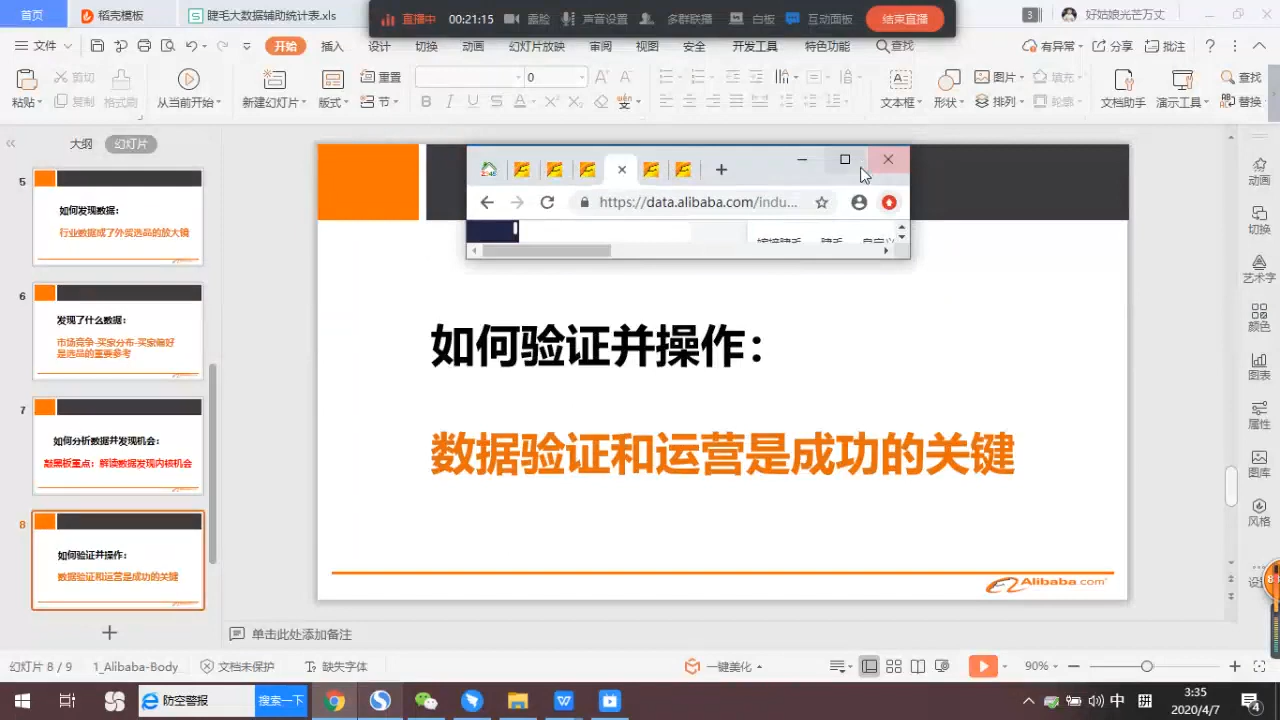 首页
稻壳模板
睫毛大数据辅助计表.xls
直播中
00:21:15
露脸
声音设置
多群联播
白板
互动面板
结束直播
3
好姑娘光芒万丈
文件
开始
插入
设计
切换
动画
幻灯片放映
审阅
视图
安全
开发工具
特色功能
查找
有异常
分享
批注
粘贴
剪切
复制
格式刷
从当前开始
新建幻灯片
版式
重置
节
0
文本框
形状
图片
排列
填充
轮廓
文档助手
演示工具
查找
替换
大纲
幻灯片
5
如何发现数据:
行业数据成了外贸选品的放大镜
6
发现了什么数据:
市场竞争-买家分布-买家偏好
是选品的重要参考
7
如何分析数据并发现机会:
敲黑板重点: 解读数据发现内核机会
8
如何验证并操作:
数据验证和运营是成功的关键
https://data.alibaba.com/indu...
如何验证并操作:
数据验证和运营是成功的关键
Alibaba.com
动画
切换
艺术字
颜色
图表
属性
图库
风格
单击此处添加备注
幻灯片 8 / 9
1_Alibaba-Body
文档未保护
缺失字体
一键美化
90%
防空警报
搜索一下
中
拼
3:35
2020/4/7
4